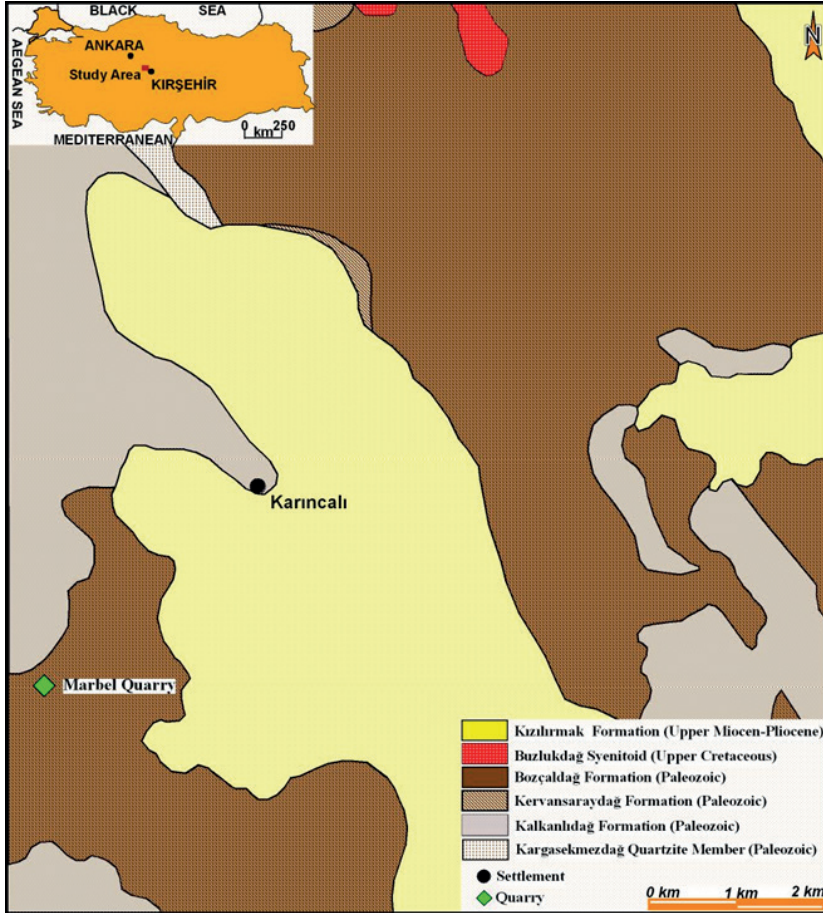 BLACK SEA
AEGEAN SEA
ANKARA
Study Area
KIRŞEHİR
0 km 250
MEDITERRANEAN
N
Karıncalı
Marbel Quarry
Kızılırmak Formation (Upper Miocen-Pliocene)
Buzlukdağ Syenitoid (Upper Cretaceous)
Bozçaldağ Formation (Paleozoic)
Kervansaraydağ Formation (Paleozoic)
Kalkanlıdağ Formation (Paleozoic)
Kargasekmezdağ Quartzite Member (Paleozoic)
Settlement
Quarry
0 km 1 km 2 km